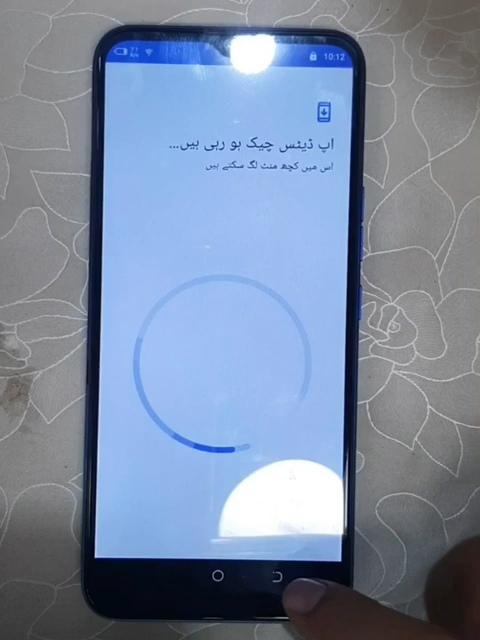 10:12
اپ ڈیٹس چیک ہو رہی ہیں...
اس میں کچھ منٹ لگ سکتے ہیں